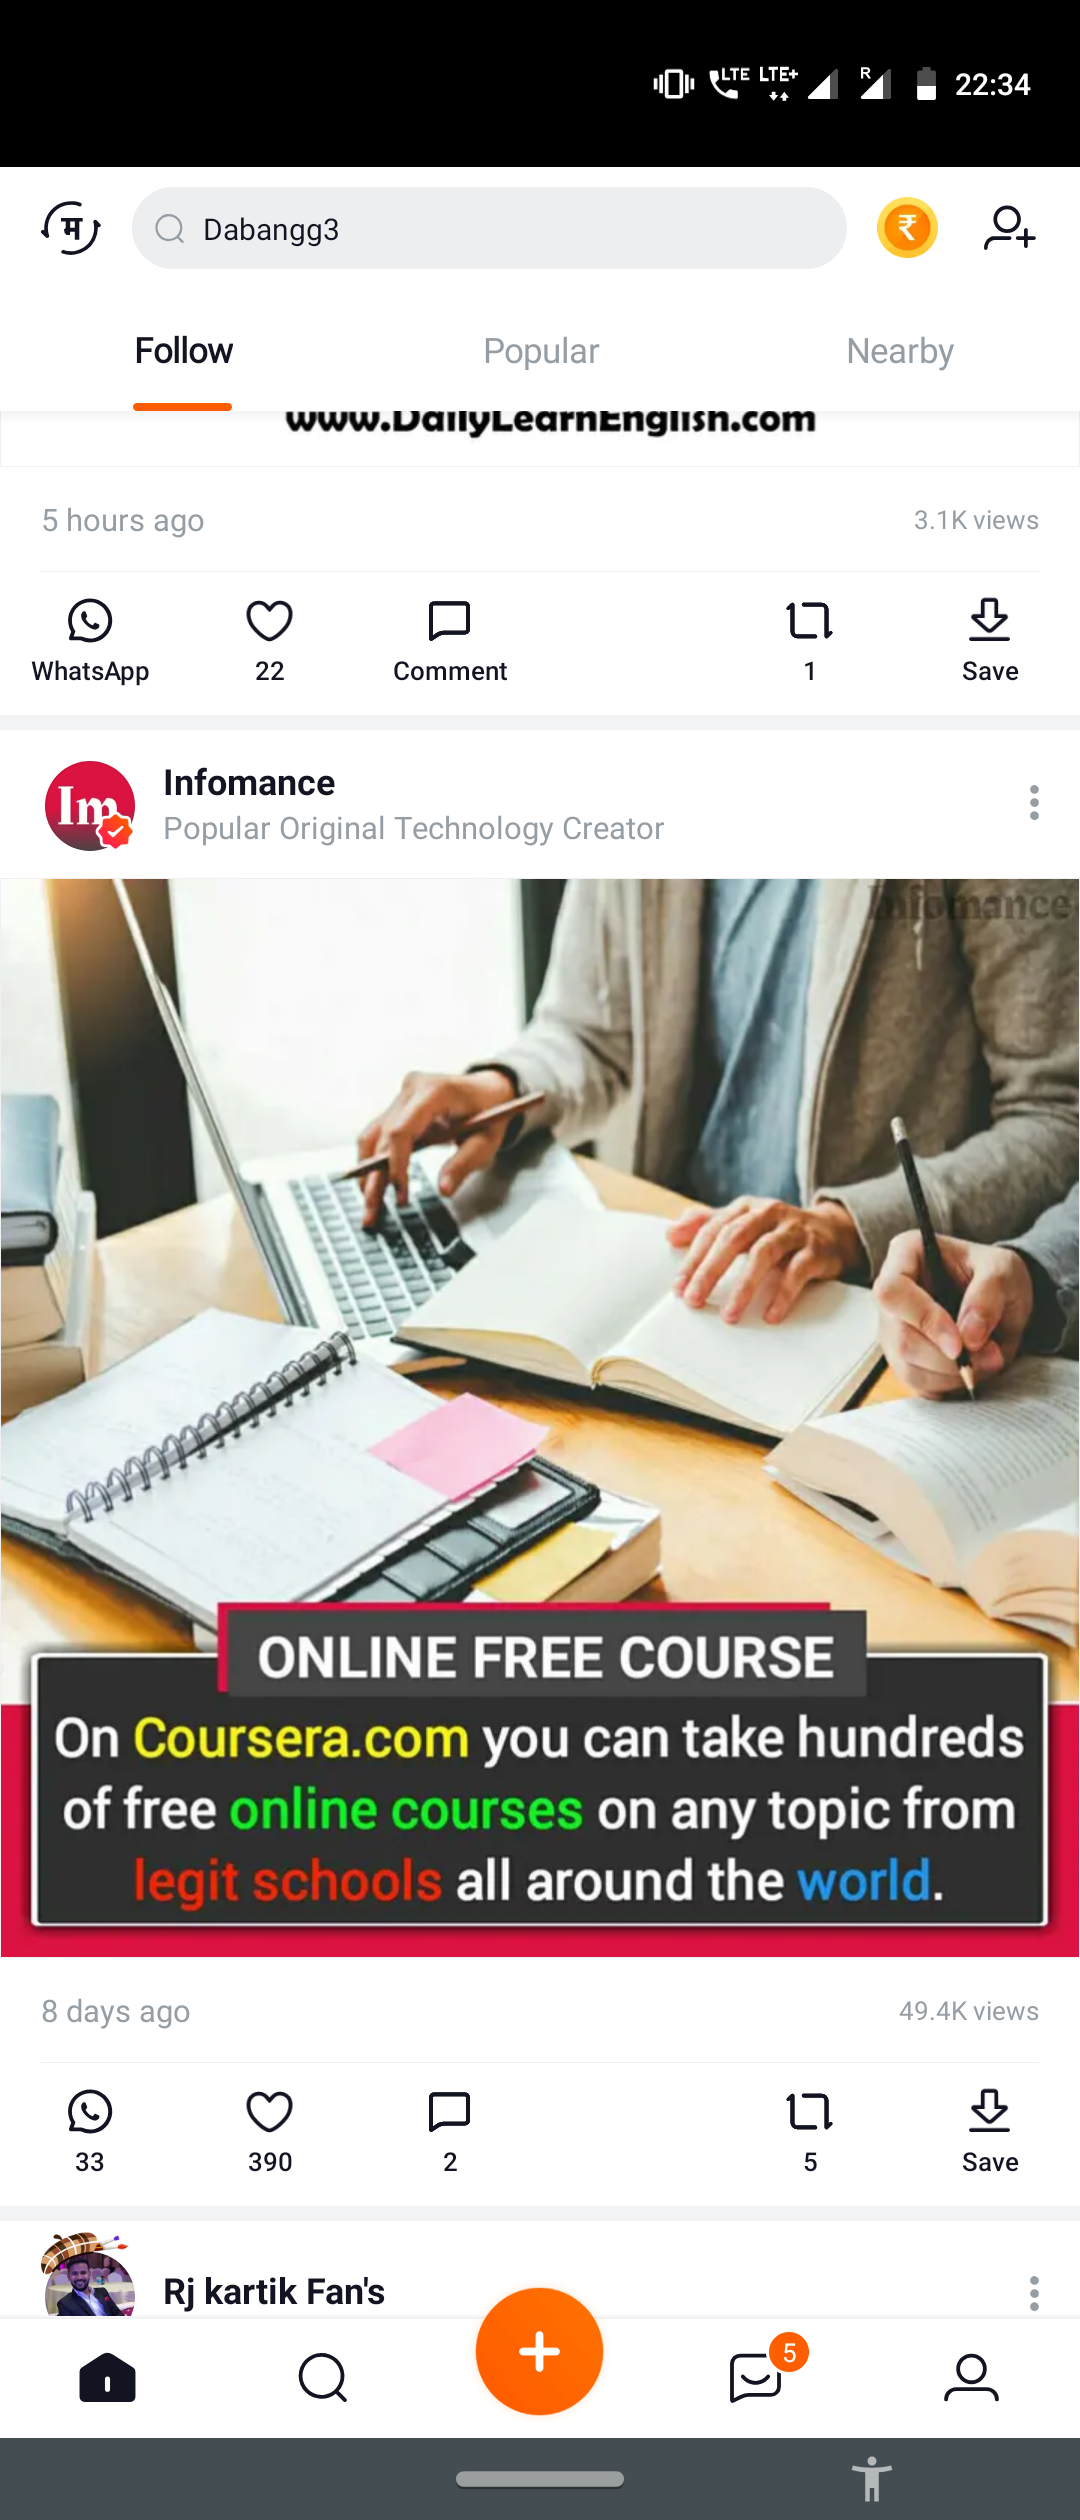 LTE LTE+ R 22:34
म Dabangg3 ₹
Follow Popular Nearby
www.DailyLearnEnglish.com
5 hours ago 3.1K views
WhatsApp 22 Comment 1 Save
Im Infomance
Popular Original Technology Creator
Infomance
ONLINE FREE COURSE
On Coursera.com you can take hundreds
of free online courses on any topic from
legit schools all around the world.
8 days ago 49.4K views
33 390 2 5 Save
Rj kartik Fan's
5